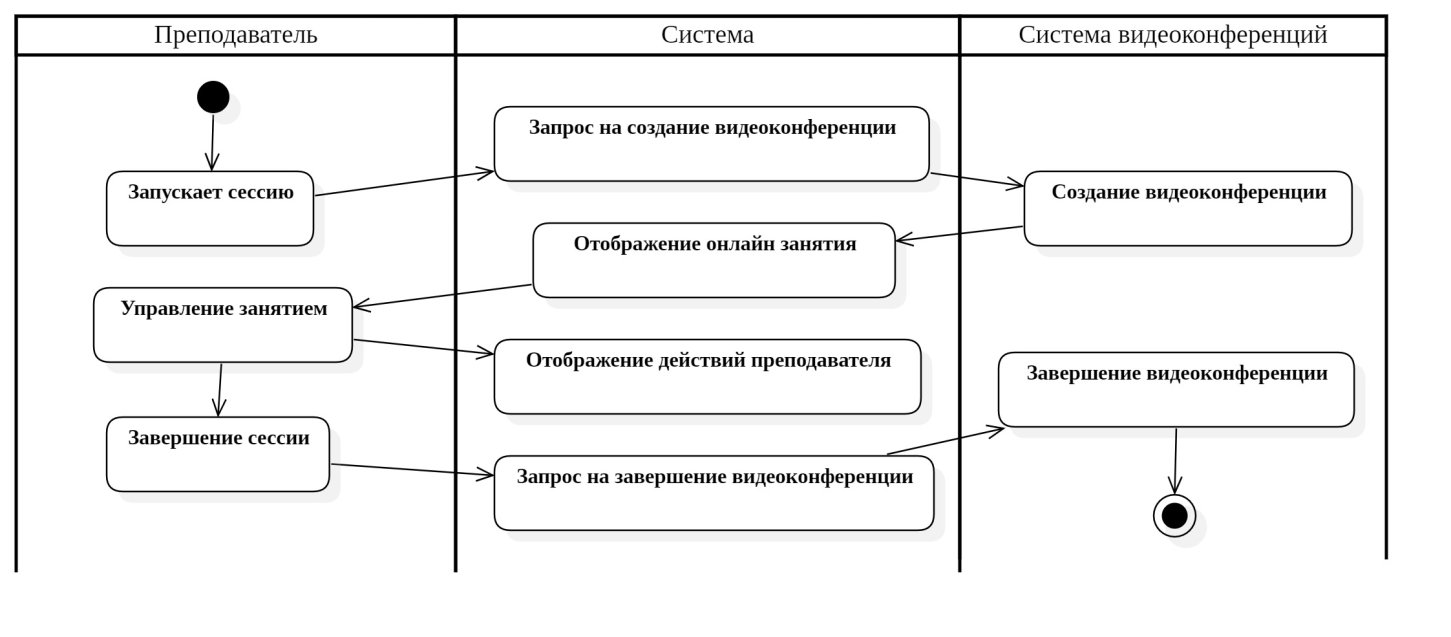 Преподаватель
Система
Система видеоконференций
Запрос на создание видеоконференции
Запускает сессию
Создание видеоконференции
Отображение онлайн занятия
Управление занятием
Отображение действий преподавателя
Завершение видеоконференции
Завершение сессии
Запрос на завершение видеоконференции